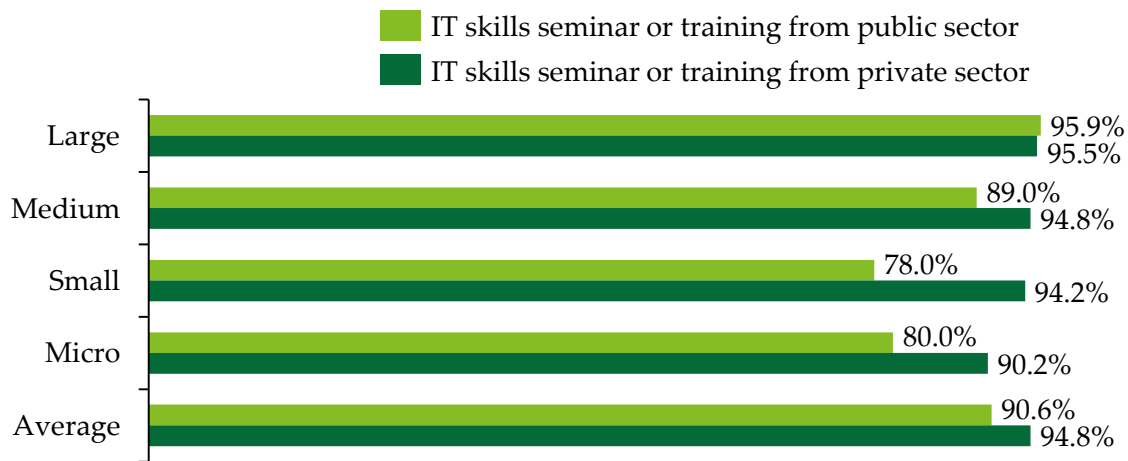 IT skills seminar or training from public sector
IT skills seminar or training from private sector
Large
95.9%
95.5%
Medium
89.0%
94.8%
Small
78.0%
94.2%
Micro
80.0%
90.2%
Average
90.6%
94.8%